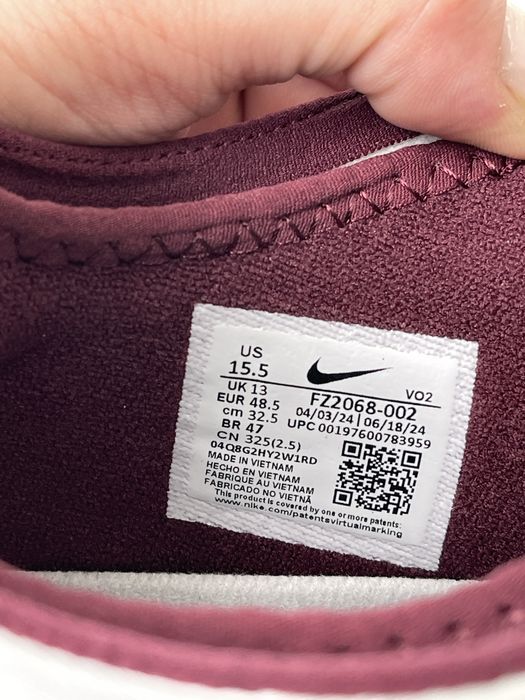 US
15.5
VO2
UK 13
FZ2068-002
EUR 48.5
04/03/24 | 06/18/24
cm 32.5
UPC 00197600783959
BR 47
CN 325(2.5)
04Q8G2HY2W1RD
MADE IN VIETNAM
HECHO EN VIETNAM
FABRIQUE AU VIETNAM
FABRICADO NO VIETNÃ
This product is covered by one or more patents:
www.nike.com/patentsvirtualmarking